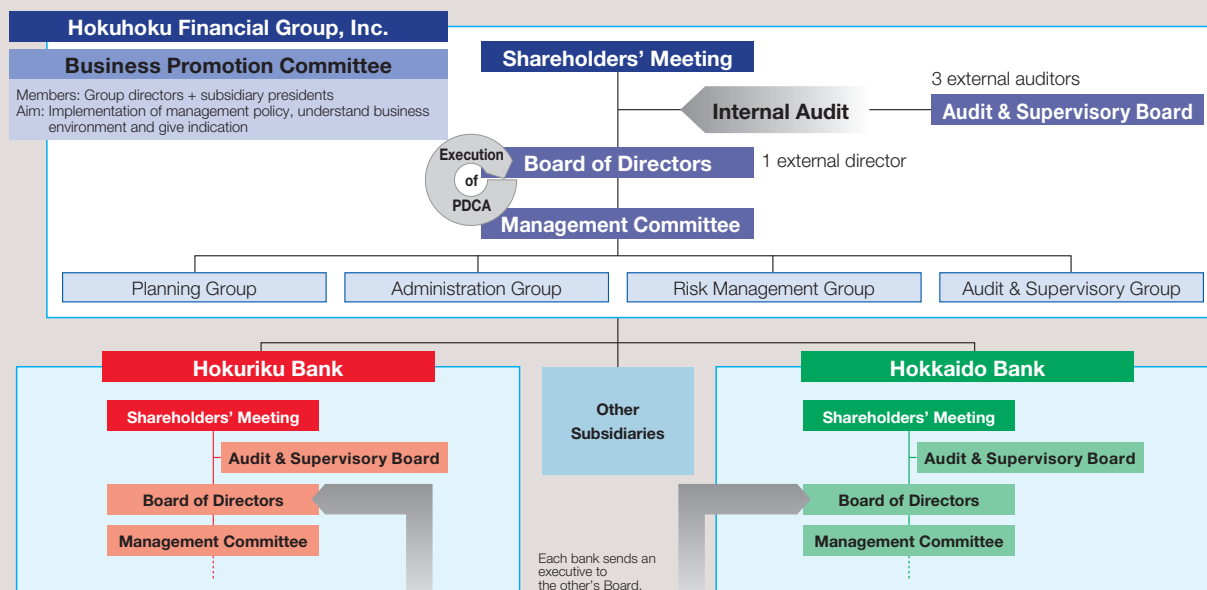 Hokuhoku Financial Group, Inc.
Business Promotion Committee
Members: Group directors + subsidiary presidents
Aim: Implementation of management policy, understand business
environment and give indication
Shareholders' Meeting
3 external auditors
Internal Audit
Audit & Supervisory Board
Execution
of
PDCA
Board of Directors
1 external director
Management Committee
Planning Group
Administration Group
Risk Management Group
Audit & Supervisory Group
Hokuriku Bank
Shareholders' Meeting
Audit & Supervisory Board
Board of Directors
Management Committee
Other
Subsidiaries
Each bank sends an
executive to
the other's Board.
Hokkaido Bank
Shareholders' Meeting
Audit & Supervisory Board
Board of Directors
Management Committee